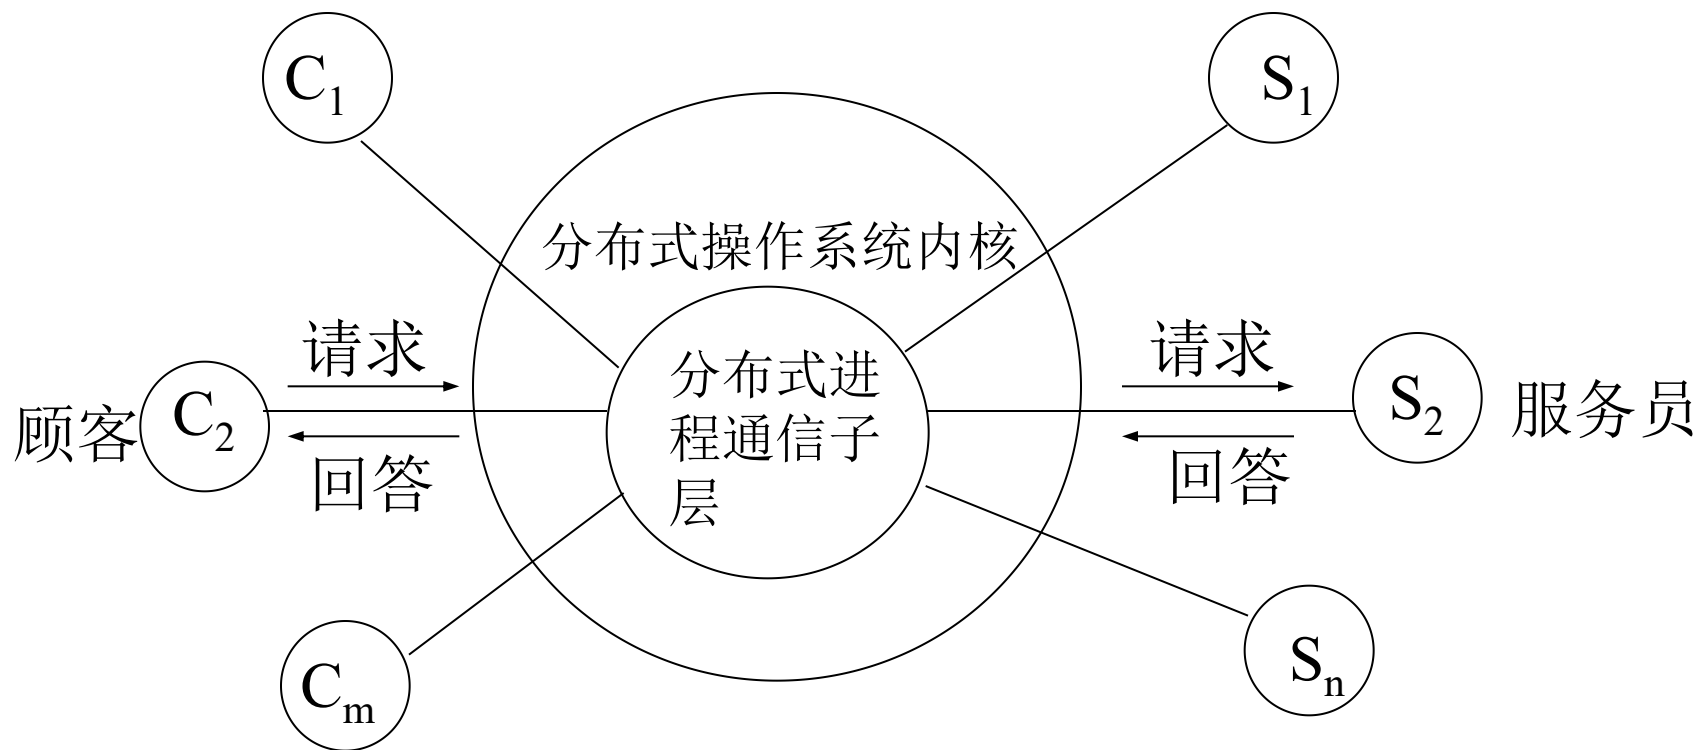 C₁
S₁
分布式操作系统内核
请求
请求
分布式进
程通信子
层
顾客
C₂
S₂
服务员
回答
回答
Cₘ
Sₙ